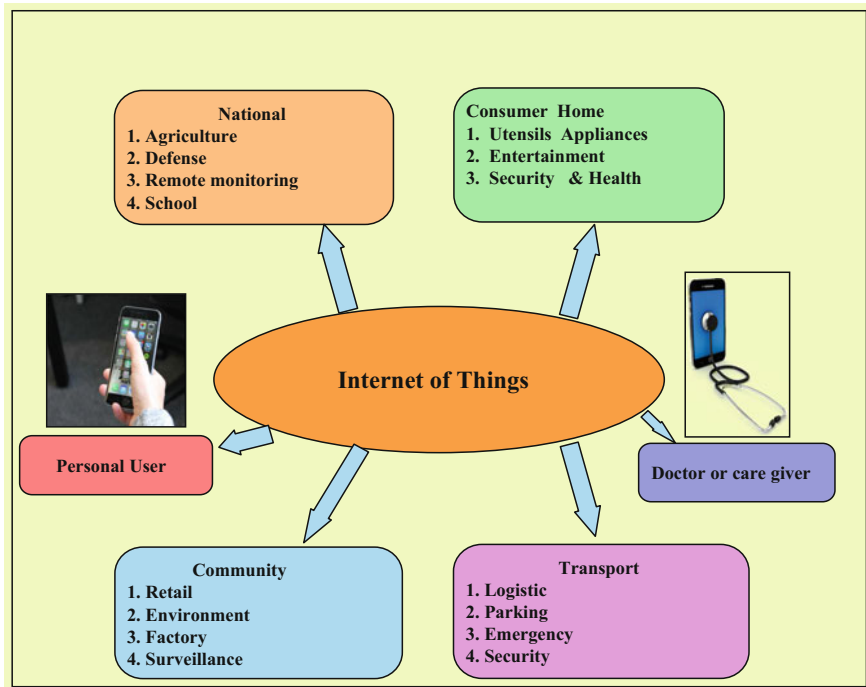 National
1. Agriculture
2. Defense
3. Remote monitoring
4. School
Consumer Home
1. Utensils Appliances
2. Entertainment
3. Security & Health
Internet of Things
Personal User
Doctor or care giver
Community
1. Retail
2. Environment
3. Factory
4. Surveillance
Transport
1. Logistic
2. Parking
3. Emergency
4. Security